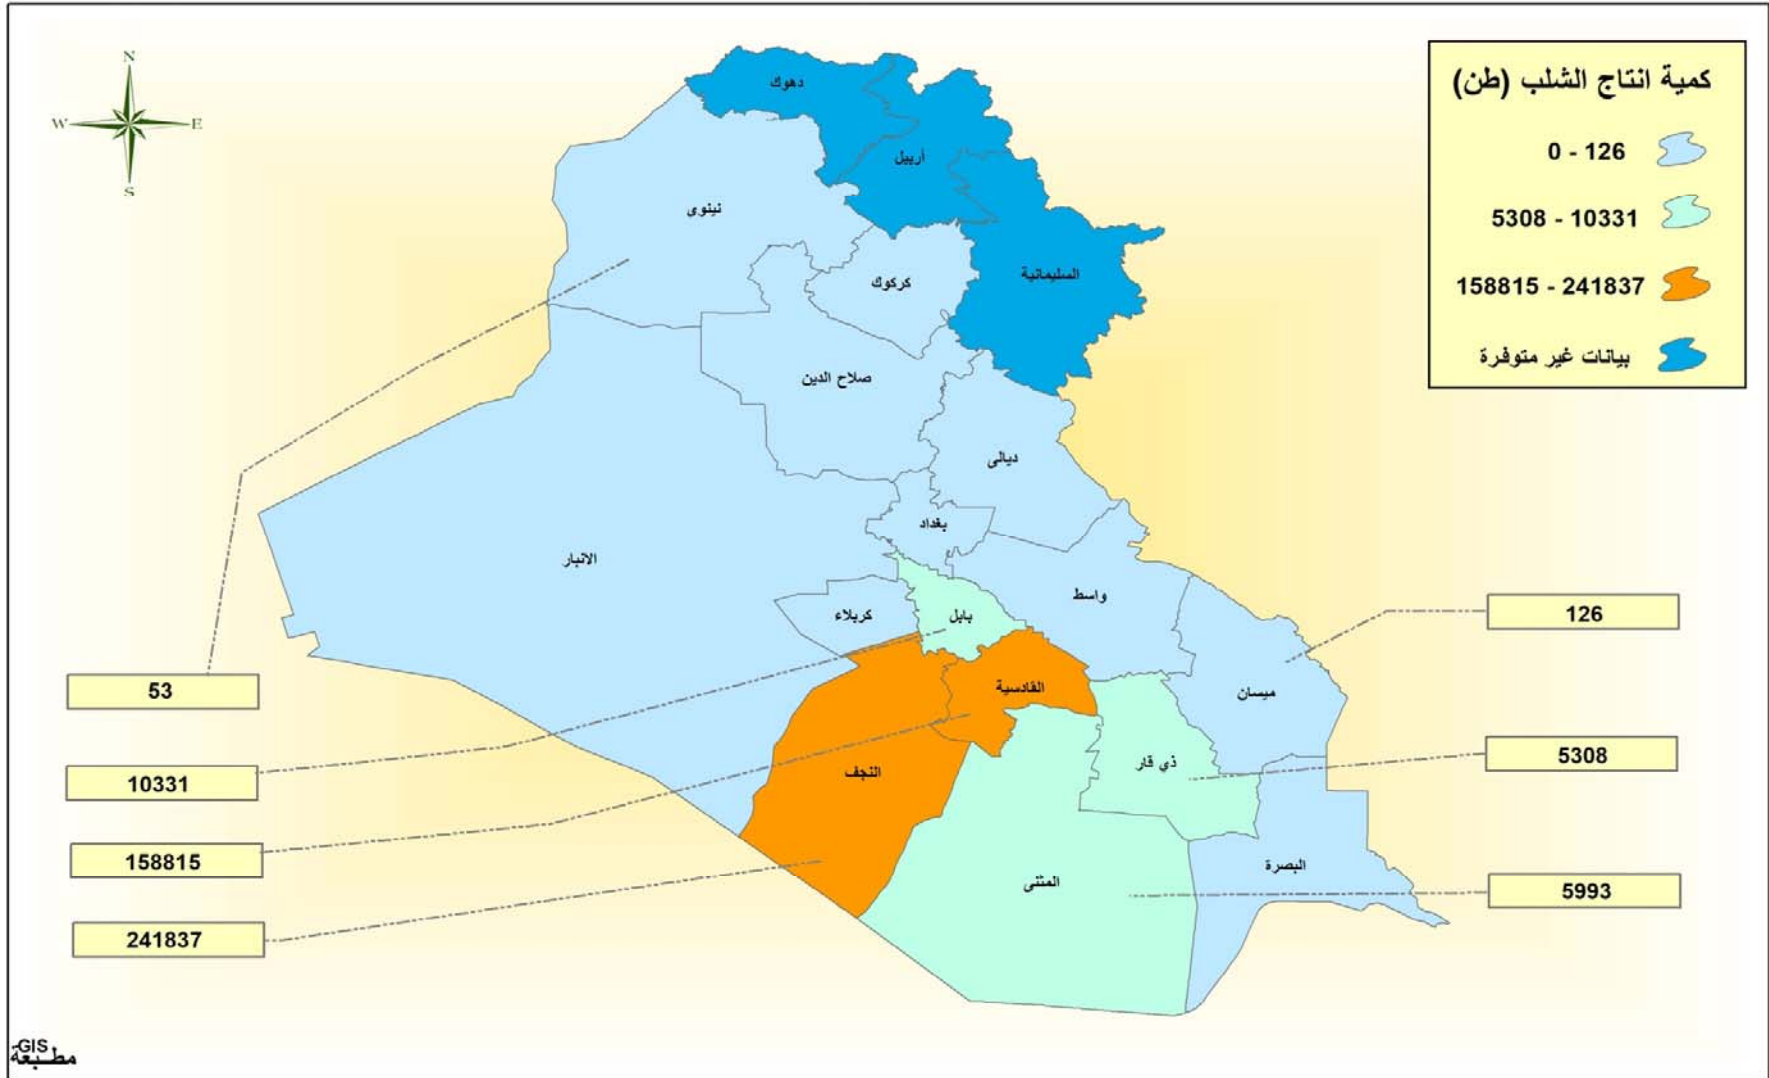 N
W
E
S
كمية انتاج الشلب (طن)
0 - 126
5308 - 10331
158815 - 241837
بيانات غير متوفرة
دهوك
أربيل
نينوى
السليمانية
كركوك
صلاح الدين
ديالى
بغداد
الانبار
واسط
كربلاء
بابل
126
القادسية
ميسان
53
5308
ذي قار
النجف
10331
158815
البصرة
المثنى
5993
241837
GIS
مطبعة